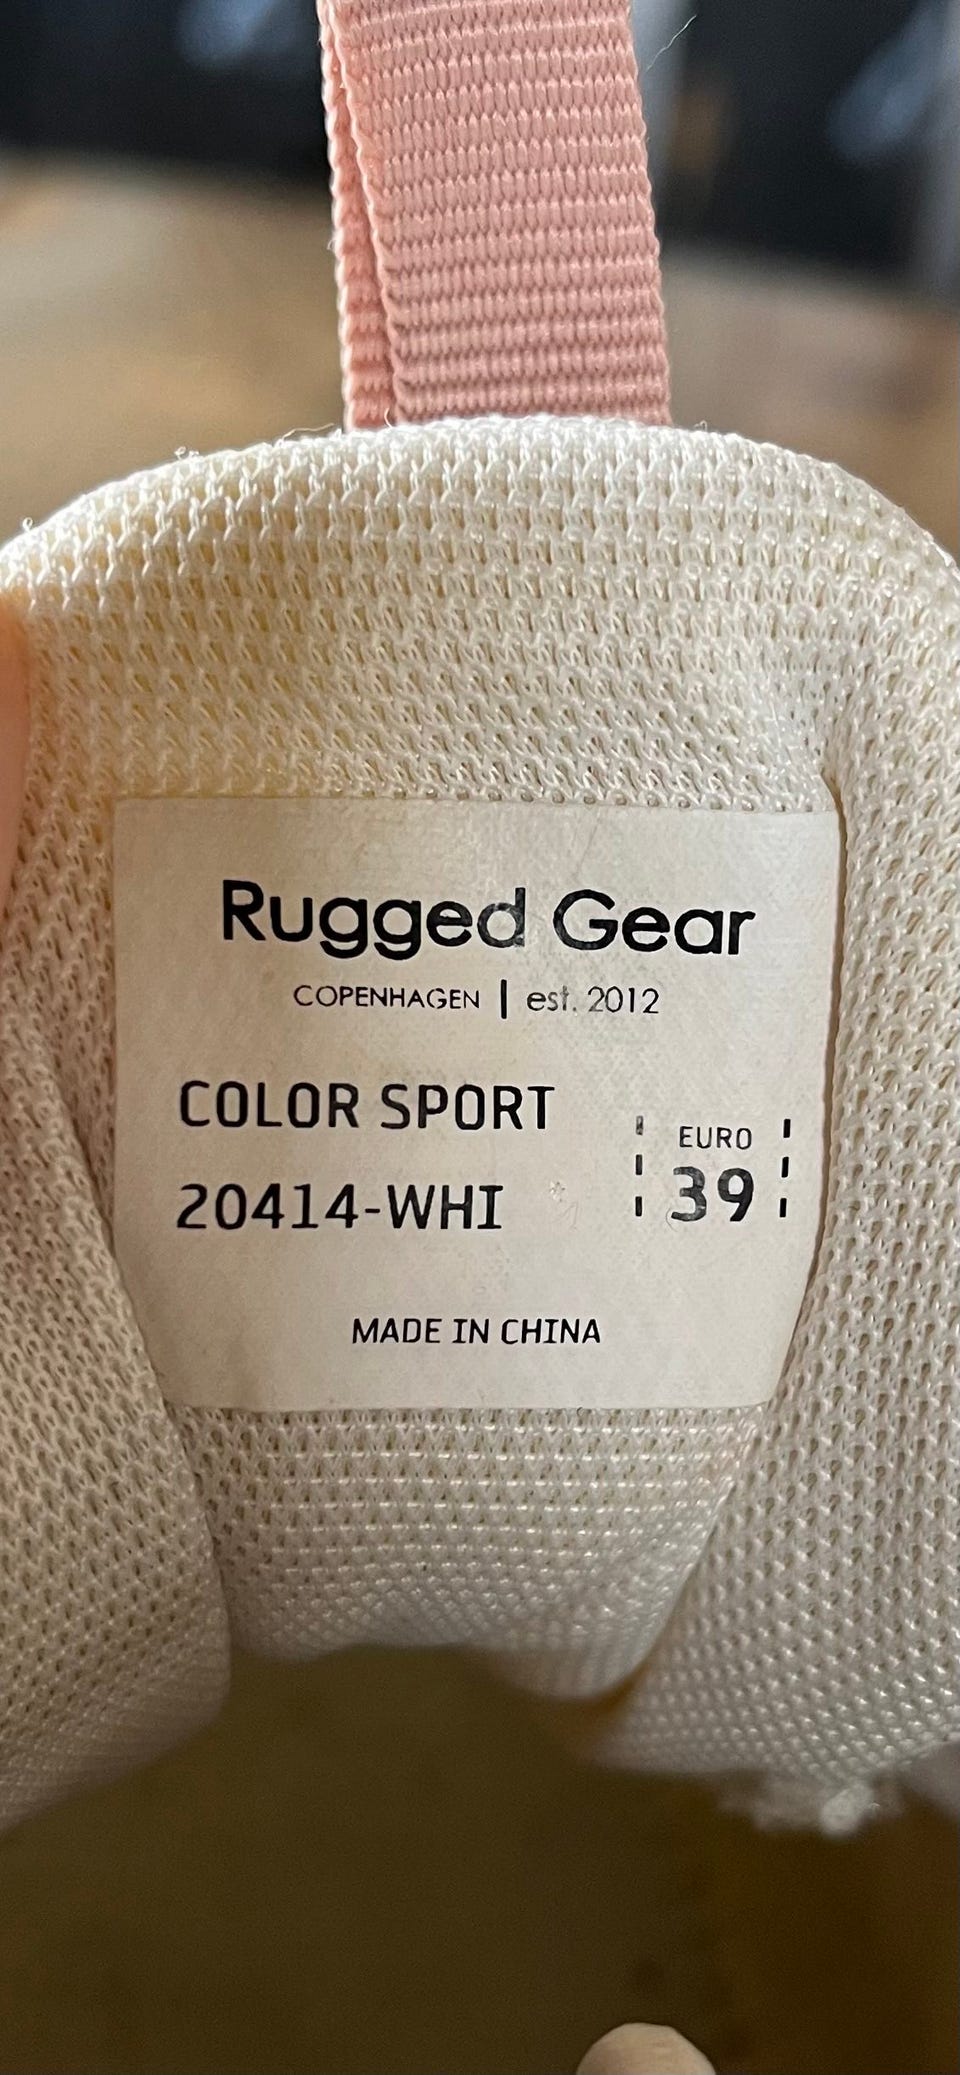 Rugged Gear
COPENHAGEN | est. 2012
COLOR SPORT
20414-WHI
EURO
39
MADE IN CHINA